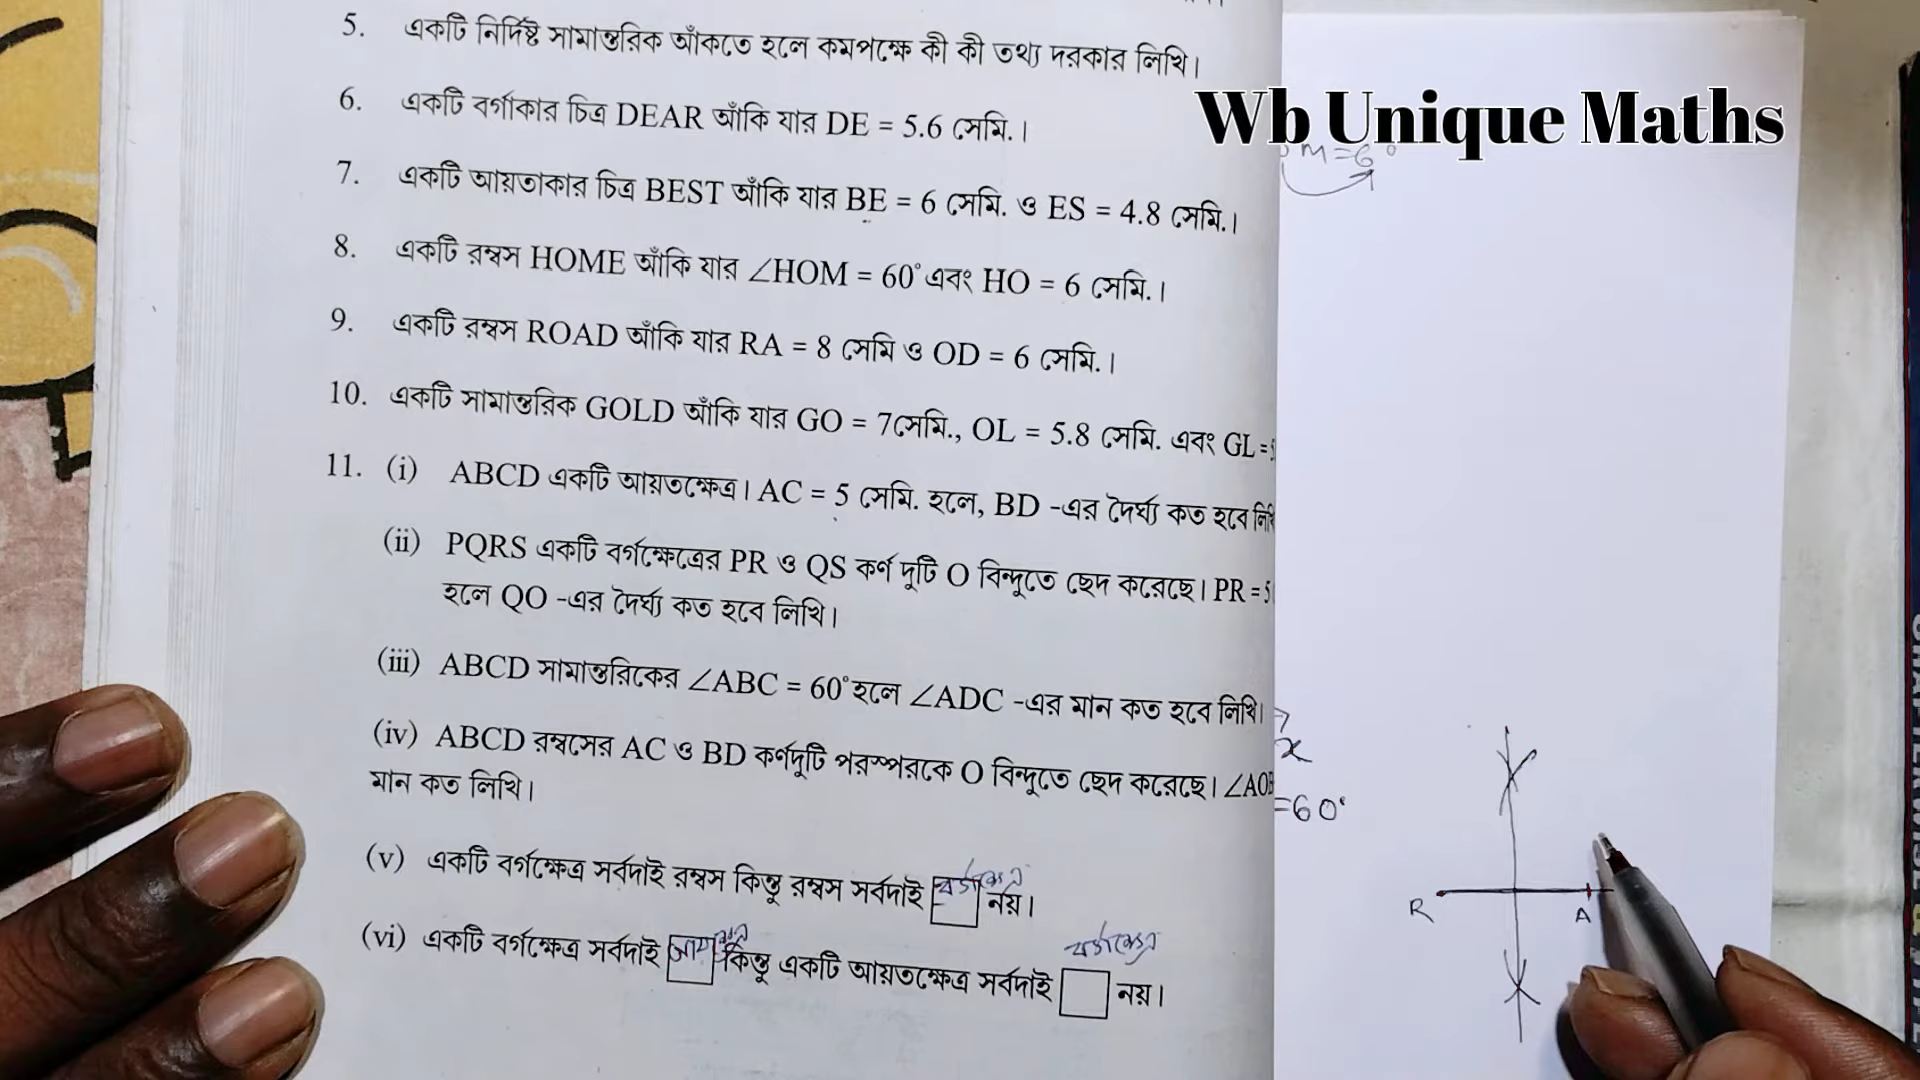 5. একটি নির্দিষ্ট সামান্তরিক আঁকতে হলে কমপক্ষে কী কী তথ্য দরকার লিখি।
Wb Unique Maths
6. একটি বর্গাকার চিত্র DEAR আঁকি যার DE = 5.6 সেমি.।
M=6°
7. একটি আয়তাকার চিত্র BEST আঁকি যার BE = 6 সেমি. ও ES = 4.8 সেমি.।
8. একটি রম্বস HOME আঁকি যার ∠HOM = 60° এবং HO = 6 সেমি.।
9. একটি রম্বস ROAD আঁকি যার RA = 8 সেমি ও OD = 6 সেমি.।
10. একটি সামান্তরিক GOLD আঁকি যার GO = 7সেমি., OL = 5.8 সেমি. এবং GL =
11. (i) ABCD একটি আয়তক্ষেত্র। AC = 5 সেমি. হলে, BD -এর দৈর্ঘ্য কত হবে
(ii) PQRS একটি বর্গক্ষেত্রের PR ও QS কর্ণ দুটি O বিন্দুতে ছেদ করেছে। PR = 5
হলে QO -এর দৈর্ঘ্য কত হবে লিখি।
(iii) ABCD সামান্তরিকের ∠ABC = 60° হলে ∠ADC -এর মান কত হবে লিখি।
(iv) ABCD রম্বসের AC ও BD কর্ণদুটি পরস্পরকে O বিন্দুতে ছেদ করেছে। ∠AOB
মান কত লিখি।
x
=60°
(v) একটি বর্গক্ষেত্র সর্বদাই রম্বস কিন্তু রম্বস সর্বদাই বর্গক্ষেত্র নয়।
R A
(vi) একটি বর্গক্ষেত্র সর্বদাই কিন্তু একটি আয়তক্ষেত্র সর্বদাই বর্গক্ষেত্র নয়।